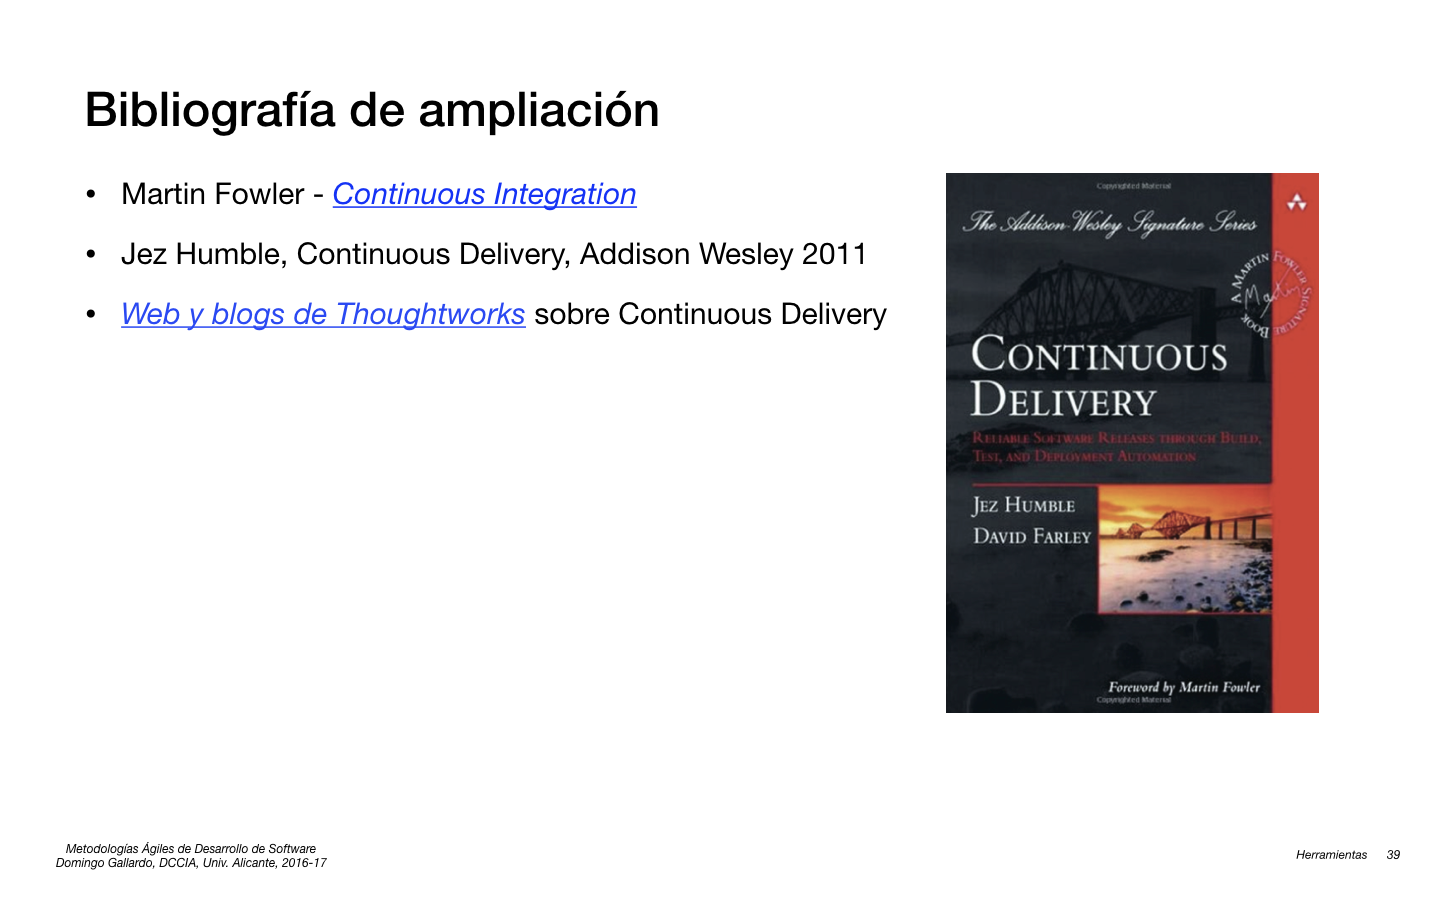 Bibliografía de ampliación
• Martin Fowler - Continuous Integration
• Jez Humble, Continuous Delivery, Addison Wesley 2011
• Web y blogs de Thoughtworks sobre Continuous Delivery
Copyrighted Material
The Addison-Wesley Signature Series
A MARTIN FOWLER SIGNATURE BOOK
Martin
CONTINUOUS
DELIVERY
RELIABLE SOFTWARE RELEASES THROUGH BUILD,
TEST, AND DEPLOYMENT AUTOMATION
JEZ HUMBLE
DAVID FARLEY
Foreword by Martin Fowler
Copyrighted Material
Metodologías Ágiles de Desarrollo de Software
Domingo Gallardo, DCCIA, Univ. Alicante, 2016-17
Herramientas 39